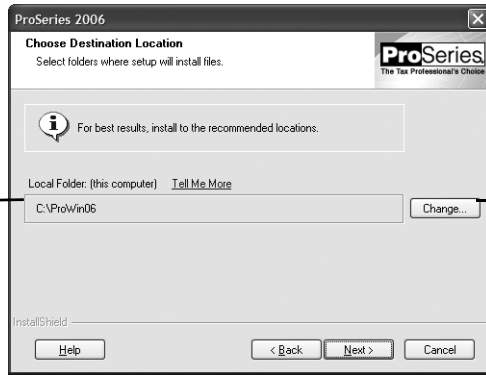 ProSeries 2006
Choose Destination Location
Select folders where setup will install files.
ProSeries
The Tax Professional's Choice
For best results, install to the recommended locations.
Local Folder: (this computer) Tell Me More
C:\ProWin06 Change...
InstallShield
Help < Back Next > Cancel